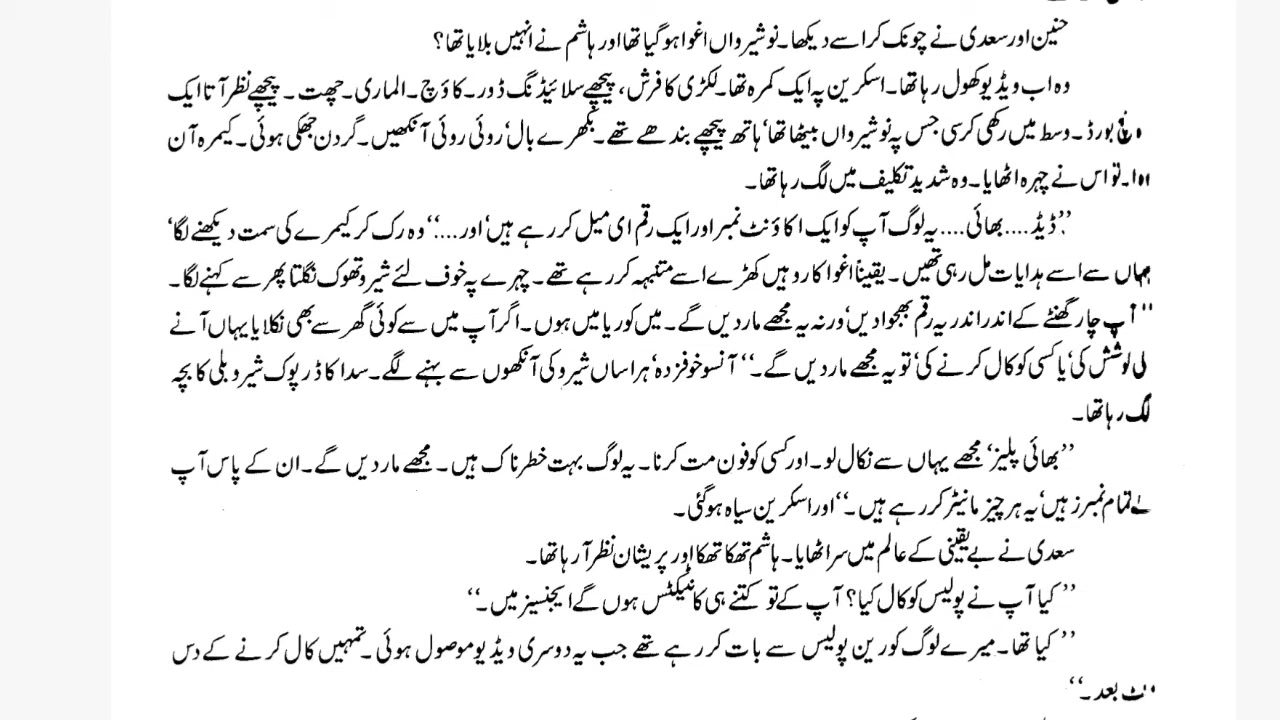 حنین اور سعدی نے چونک کر اسے دیکھا۔ نوشیرواں اغوا ہو گیا تھا اور ہاشم نے انہیں بلایا تھا؟
وہ اب ویڈیو کھول رہا تھا۔ اسکرین پہ ایک کمرہ تھا۔ لکڑی کا فرش، پیچھے سلائیڈنگ ڈور۔ کاؤچ۔ الماری۔ چھت۔ پیچھے نظر آتا ایک
بورڈ۔ وسط میں رکھی کرسی جس پہ نوشیرواں بیٹھا تھا‘ ہاتھ پیچھے بندھے تھے۔ بکھرے بال‘ روئی روئی آنکھیں۔ گردن جھکی ہوئی۔ کیمرہ آن
تو اس نے چہرہ اٹھایا۔ وہ شدید تکلیف میں لگ رہا تھا۔
”ڈیڈ.... بھائی.... یہ لوگ آپ کو ایک اکاؤنٹ نمبر اور ایک رقم ای میل کر رہے ہیں‘ اور....“ وہ رک کر کیمرے کی سمت دیکھنے لگا‘
جہاں سے اسے ہدایات مل رہی تھیں۔ یقیناً اغوا کار وہیں کھڑے اسے متنبہ کر رہے تھے۔ چہرے پہ خوف لئے شیرو تھوک نگلتا پھر سے کہنے لگا۔
”آپ چار گھنٹے کے اندر اندر یہ رقم بھجوا دیں‘ ورنہ یہ مجھے مار دیں گے۔ میں کوریا میں ہوں۔ اگر آپ میں سے کوئی گھر سے بھی نکلا یا یہاں آنے
کی کوشش کی‘ یا کسی کو کال کرنے کی‘ تو یہ مجھے مار دیں گے۔“ آنسو خوفزدہ‘ ہراساں شیرو کی آنکھوں سے بہنے لگے۔ سدا کا ڈرپوک شیرو بلی کا بچہ
لگ رہا تھا۔
”بھائی پلیز‘ مجھے یہاں سے نکال لو۔ اور کسی کو فون مت کرنا۔ یہ لوگ بہت خطرناک ہیں۔ مجھے مار دیں گے۔ ان کے پاس آپ
کے تمام نمبرز ہیں‘ یہ ہر چیز مانیٹر کر رہے ہیں۔“ اور اسکرین سیاہ ہو گئی۔
سعدی نے بے یقینی کے عالم میں سر اٹھایا۔ ہاشم تھکا تھکا اور پریشان نظر آ رہا تھا۔
”کیا آپ نے پولیس کو کال کیا؟ آپ کے تو کتنے ہی کانٹیکٹس ہوں گے ایجنسیز میں۔“
”کیا تھا۔ میرے لوگ کورین پولیس سے بات کر رہے تھے جب یہ دوسری ویڈیو موصول ہوئی۔ تمہیں کال کرنے کے دس
بعد۔“